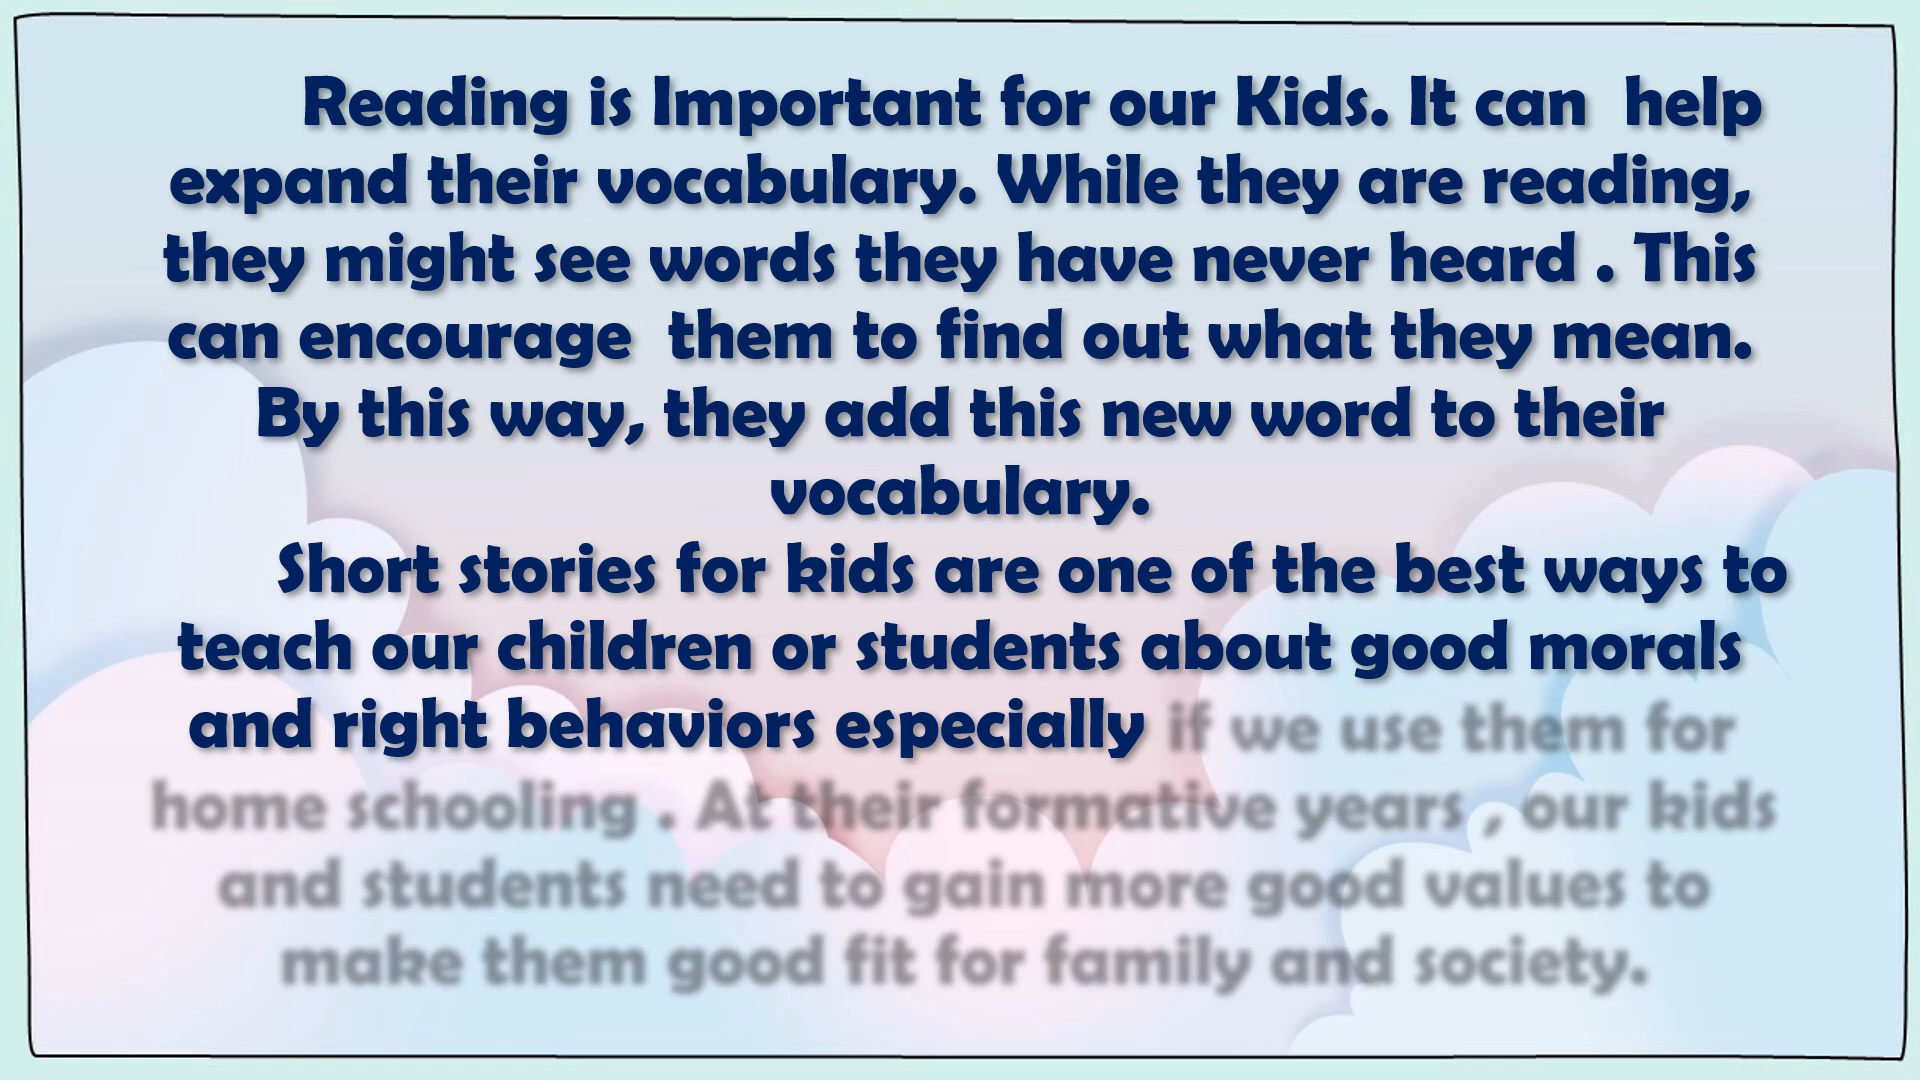 Reading is Important for our Kids. It can  help
expand their vocabulary. While they are reading,
they might see words they have never heard . This
can encourage  them to find out what they mean.
By this way, they add this new word to their
vocabulary.
Short stories for kids are one of the best ways to
teach our children or students about good morals
and right behaviors especially if we use them for
home schooling . At their formative years , our kids
and students need to gain more good values to
make them good fit for family and society.